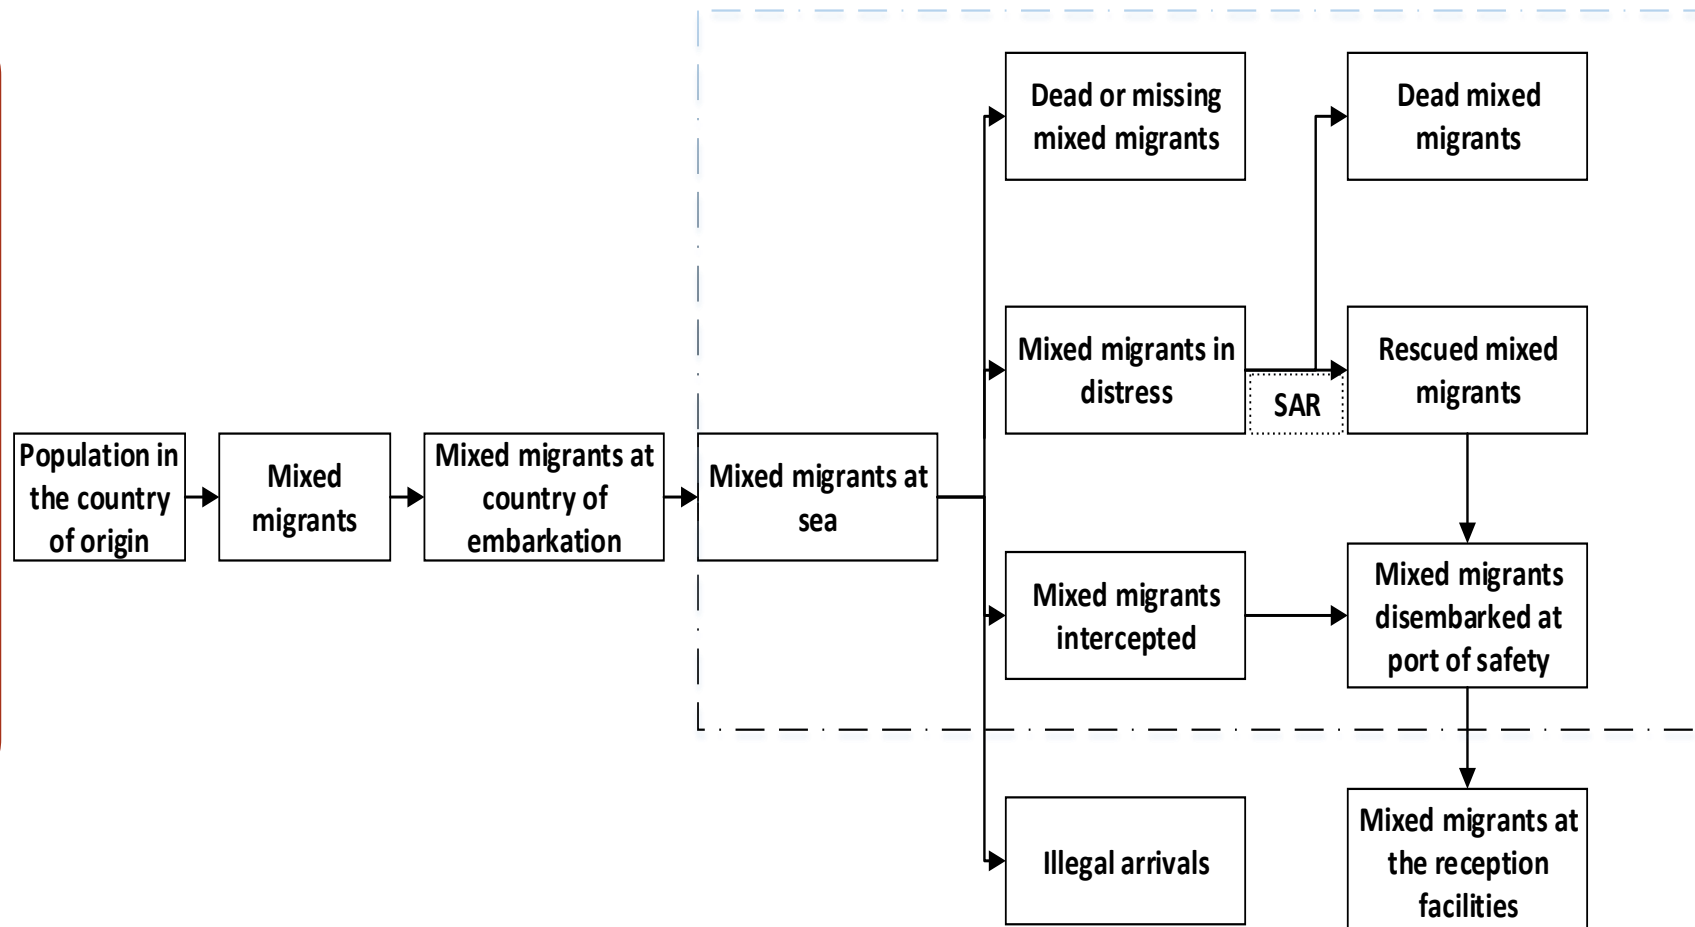 Dead or missing
mixed migrants
Dead mixed
migrants
Mixed migrants in
distress
SAR
Rescued mixed
migrants
Population in
the country
of origin
Mixed
migrants
Mixed migrants at
country of
embarkation
Mixed migrants at
sea
Mixed migrants
intercepted
Mixed migrants
disembarked at
port of safety
Illegal arrivals
Mixed migrants at
the reception
facilities